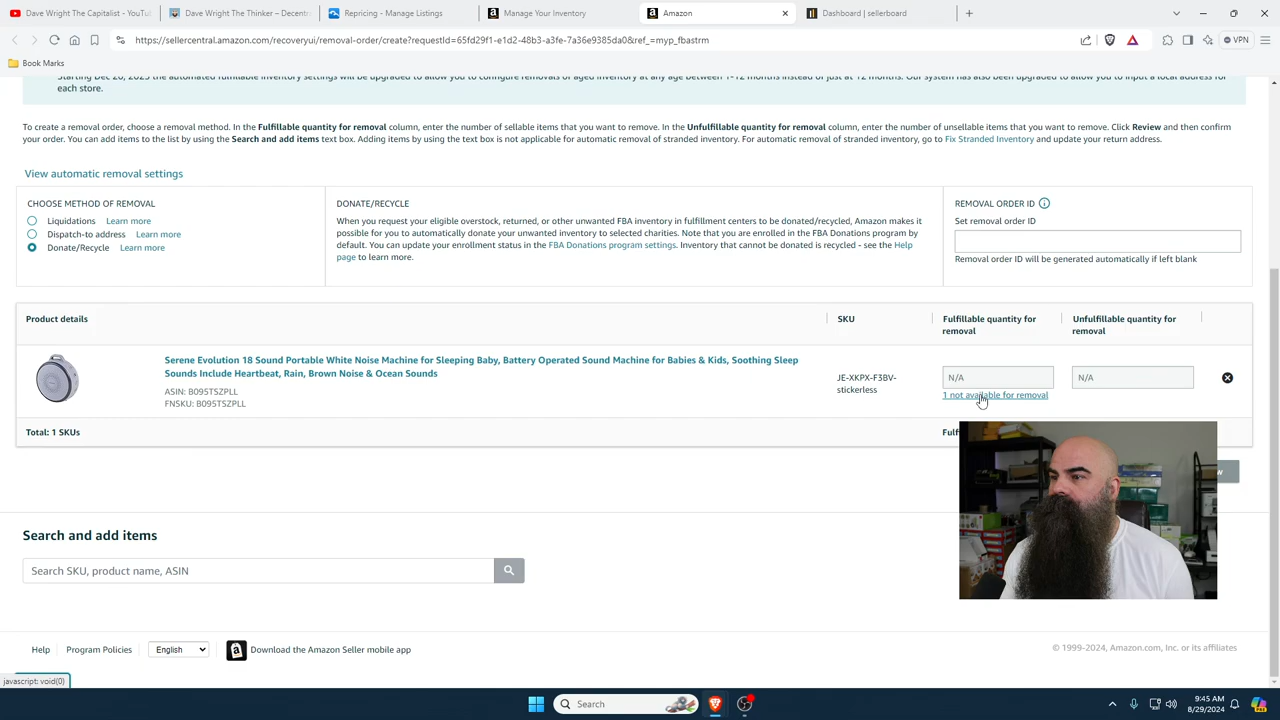 Dave Wright The Capitalist - YouTu
Dave Wright The Thinker – Decentr
Repricing - Manage Listings
Manage Your Inventory
Amazon
Dashboard | sellerboard
https://sellercentral.amazon.com/recoveryui/removal-order/create?requestId=65fd29f1-e1d2-48b3-a3fe-7a36e9385da0&ref_=myp_fbastrm
VPN
Book Marks
each store.
To create a removal order, choose a removal method. In the Fulfillable quantity for removal column, enter the number of sellable items that you want to remove. In the Unfulfillable quantity for removal column, enter the number of unsellable items that you want to remove. Click Review and then confirm
your order. You can add items to the list by using the Search and add items text box. Adding items by using the text box is not applicable for automatic removal of stranded inventory. For automatic removal of stranded inventory, go to Fix Stranded Inventory and update your return address.
View automatic removal settings
CHOOSE METHOD OF REMOVAL
Liquidations Learn more
Dispatch-to address Learn more
Donate/Recycle Learn more
DONATE/RECYCLE
When you request your eligible overstock, returned, or other unwanted FBA inventory in fulfillment centers to be donated/recycled, Amazon makes it
possible for you to automatically donate your unwanted inventory to selected charities. Note that you are enrolled in the FBA Donations program by
default. You can update your enrollment status in the FBA Donations program settings. Inventory that cannot be donated is recycled - see the Help
page to learn more.
REMOVAL ORDER ID
Set removal order ID
Removal order ID will be generated automatically if left blank
Product details
SKU
Fulfillable quantity for
removal
Unfulfillable quantity for
removal
Serene Evolution 18 Sound Portable White Noise Machine for Sleeping Baby, Battery Operated Sound Machine for Babies & Kids, Soothing Sleep
Sounds Include Heartbeat, Rain, Brown Noise & Ocean Sounds
ASIN: B095TSZPLL
FNSKU: B095TSZPLL
JE-XKPX-F3BV-
stickerless
N/A
N/A
1 not available for removal
Total: 1 SKUs
Fulf
w
Search and add items
Search SKU, product name, ASIN
Help
Program Policies
English
Download the Amazon Seller mobile app
© 1999-2024, Amazon.com, Inc. or its affiliates
javascript: void(0)
Search
9:45 AM
8/29/2024